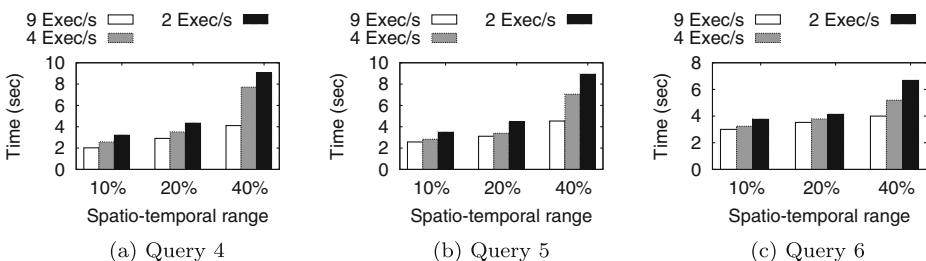 9 Exec/s 2 Exec/s
4 Exec/s
10
8
6
4
2
0
Time (sec)
10% 20% 40%
Spatio-temporal range
(a) Query 4
9 Exec/s 2 Exec/s
4 Exec/s
10
8
6
4
2
0
Time (sec)
10% 20% 40%
Spatio-temporal range
(b) Query 5
9 Exec/s 2 Exec/s
4 Exec/s
8
6
4
2
0
Time (sec)
10% 20% 40%
Spatio-temporal range
(c) Query 6